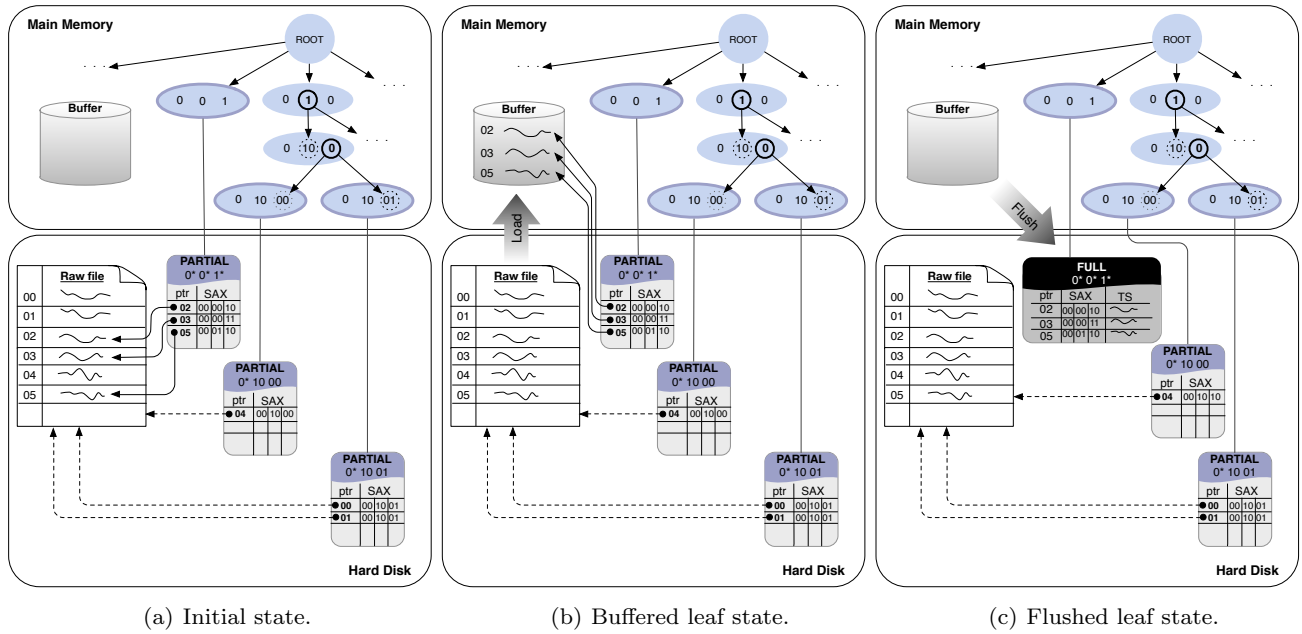 Main Memory
ROOT
. . .
. . .
0 0 1
0 1 0
Buffer
. . .
0 10 0
0 10 00
0 10 01
PARTIAL
0* 0* 1*
Raw file
ptr SAX
00
02 00 00 10
01
03 00 00 11
02
05 00 01 10
03
04
05
PARTIAL
0* 10 00
ptr SAX
04 00 10 00
PARTIAL
0* 10 01
ptr SAX
00 00 10 01
01 00 10 01
Hard Disk
(a) Initial state.
Main Memory
ROOT
. . .
. . .
0 0 1
0 1 0
Buffer
02
03
05
. . .
0 10 0
0 10 00
0 10 01
Load
PARTIAL
0* 0* 1*
Raw file
ptr SAX
00
02 00 00 10
01
03 00 00 11
02
05 00 01 10
03
04
05
PARTIAL
0* 10 00
ptr SAX
04 00 10 00
PARTIAL
0* 10 01
ptr SAX
00 00 10 01
01 00 10 01
Hard Disk
(b) Buffered leaf state.
Main Memory
ROOT
. . .
. . .
0 0 1
0 1 0
Buffer
. . .
0 10 0
0 10 00
0 10 01
Flush
FULL
0* 0* 1*
ptr SAX TS
02 00 00 10
03 00 00 11
05 00 01 10
Raw file
00
01
02
03
04
05
PARTIAL
0* 10 00
ptr SAX
04 00 10 10
PARTIAL
0* 10 01
ptr SAX
00 00 10 01
01 00 10 01
Hard Disk
(c) Flushed leaf state.